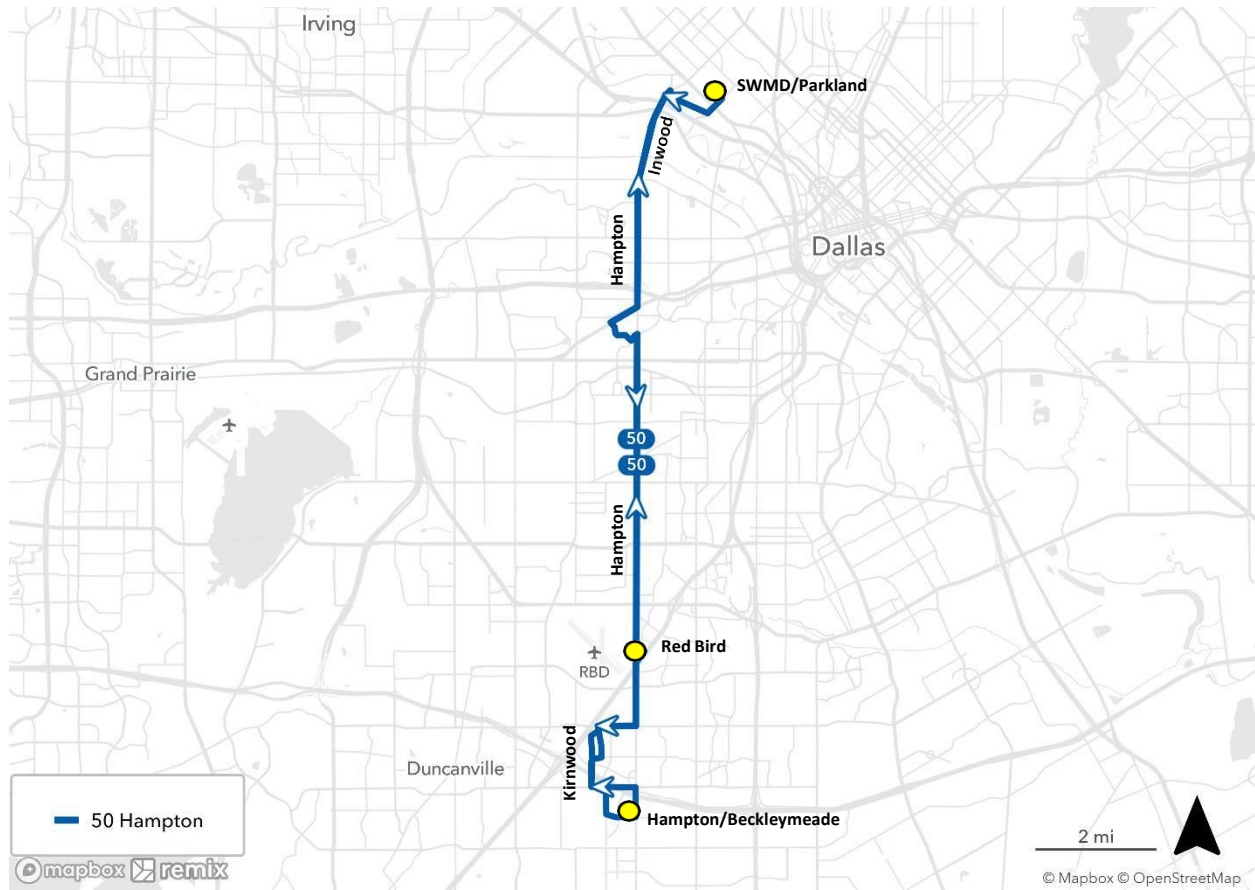 Irving
SWMD/Parkland
Inwood
Hampton
Dallas
Grand Prairie
50
50
Hampton
Red Bird
RBD
Kirnwood
Duncanville
Hampton/Beckleymeade
50 Hampton
2 mi
mapbox remix
© Mapbox © OpenStreetMap